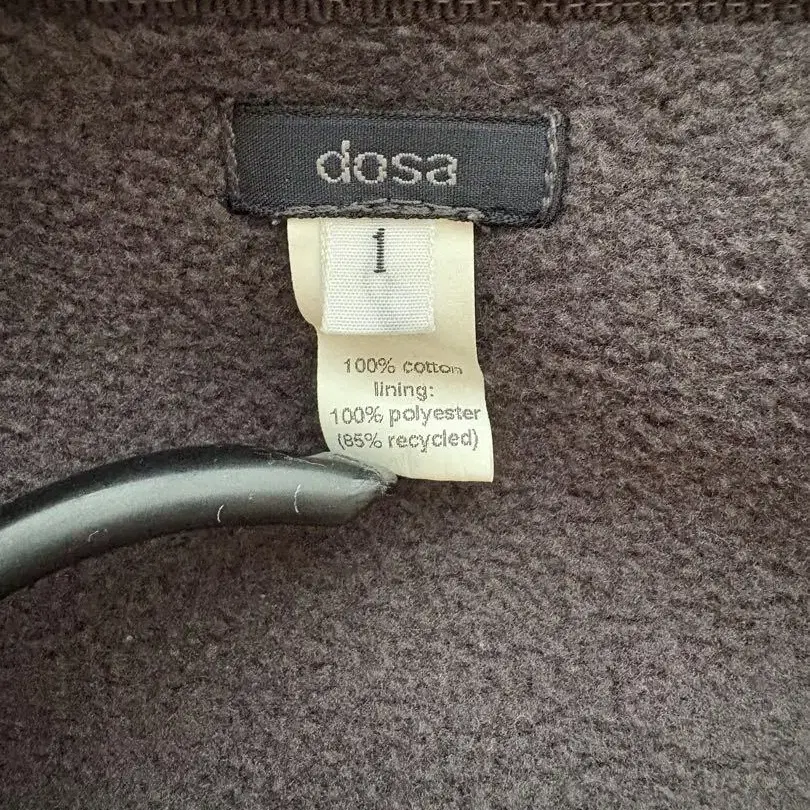 dosa
1
100% cotton
lining:
100% polyester
(85% recycled)